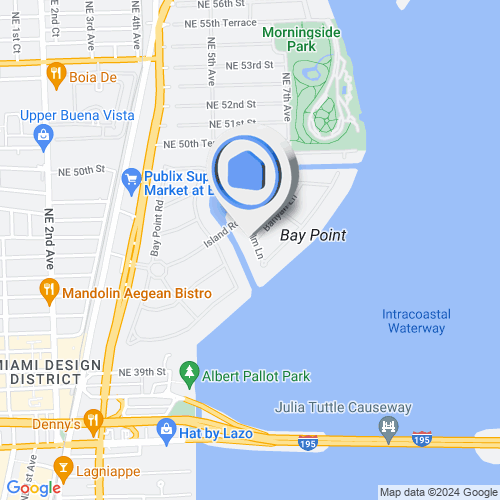 NE 56th St
NE 55th Terrace
Morningside
Park
NE 1st Ct
NE 2nd Ct
NE 3rd Ave
NE 4th Ave
NE 5th Ave
NE 53rd St
NE 7th Ave
Boia De
NE 52nd St
NE 51st St
Upper Buena Vista
NE 50th Ter
NE 50th St
Publix Sup
Market at B
Banyan Ln
Bay Point Rd
Island R
Ln
Bay Point
NE 2nd Ave
Mandolin Aegean Bistro
Intracoastal
Waterway
MIAMI DESIGN
DISTRICT
NE 39th St
Albert Pallot Park
Julia Tuttle Causeway
Denny's
Hat by Lazo
195
195
st Ave
Lagniappe
Google
Map data ©2024 Google